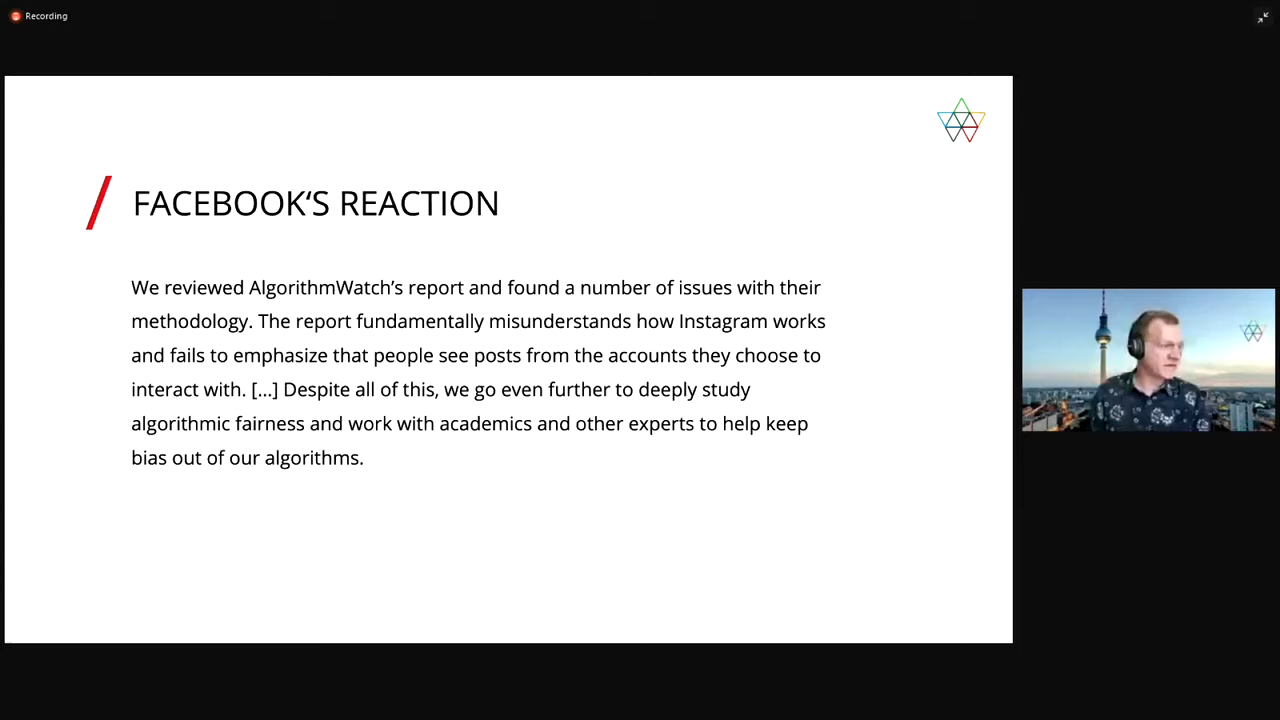 Recording
FACEBOOK‘S REACTION
We reviewed AlgorithmWatch’s report and found a number of issues with their
methodology. The report fundamentally misunderstands how Instagram works
and fails to emphasize that people see posts from the accounts they choose to
interact with. [...] Despite all of this, we go even further to deeply study
algorithmic fairness and work with academics and other experts to help keep
bias out of our algorithms.